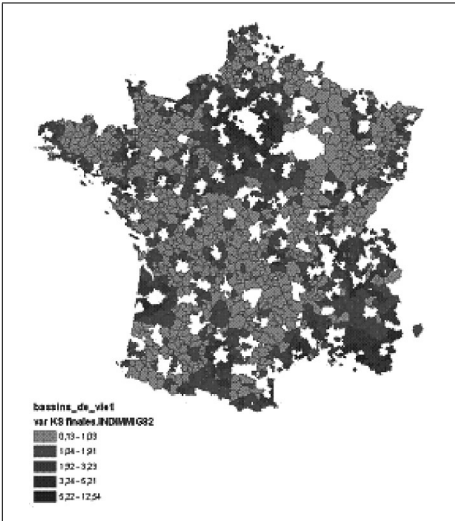 bassins_de_vie1
var KS finales.INDIMMIG82
0,13 - 1,03
1,04 - 1,91
1,92 - 3,23
3,24 - 5,21
5,22 - 12,54